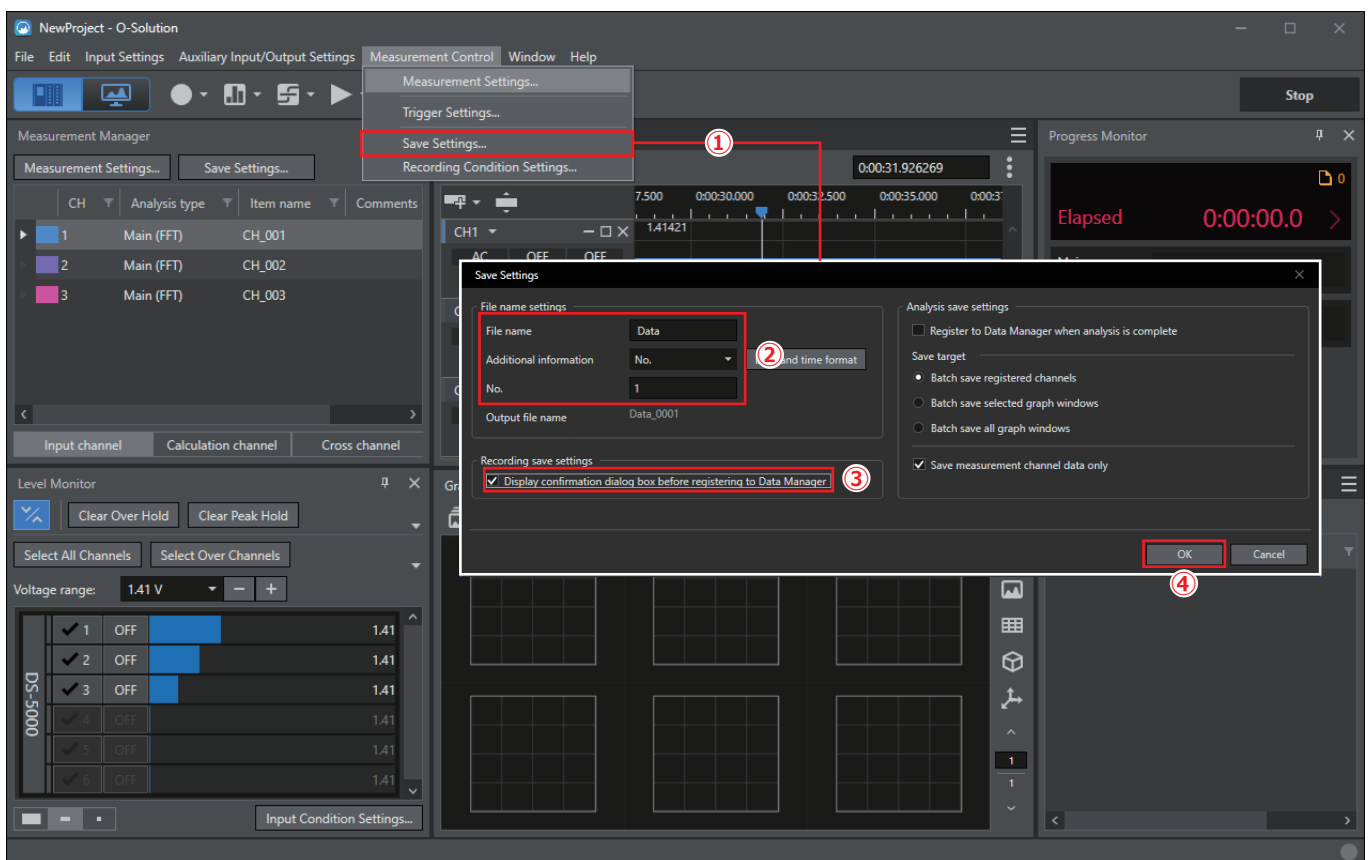 NewProject - O-Solution
File Edit Input Settings Auxiliary Input/Output Settings Measurement Control Window Help
Measurement Settings...
Trigger Settings...
Save Settings...
Recording Condition Settings...
①
Stop
Measurement Manager
Measurement Settings... Save Settings...
CH Analysis type Item name Comments
1 Main (FFT) CH_001
2 Main (FFT) CH_002
3 Main (FFT) CH_003
Input channel Calculation channel Cross channel
0:00:31.926269
7.500 0:00:30.000 0:00:32.500 0:00:35.000 0:00:37
CH1 1.41421
AC OFF OFF
Progress Monitor
0
Elapsed 0:00:00.0
Save Settings
File name settings
File name Data
Additional information No. ② and time format
No. 1
Output file name Data_0001
Recording save settings
Display confirmation dialog box before registering to Data Manager ③
Analysis save settings
Register to Data Manager when analysis is complete
Save target
Batch save registered channels
Batch save selected graph windows
Batch save all graph windows
Save measurement channel data only
OK Cancel
④
Level Monitor
Clear Over Hold Clear Peak Hold
Select All Channels Select Over Channels
Voltage range: 1.41 V
DS-5000
1 OFF 1.41
2 OFF 1.41
3 OFF 1.41
4 OFF 1.41
5 OFF 1.41
6 OFF 1.41
Input Condition Settings...
1
1